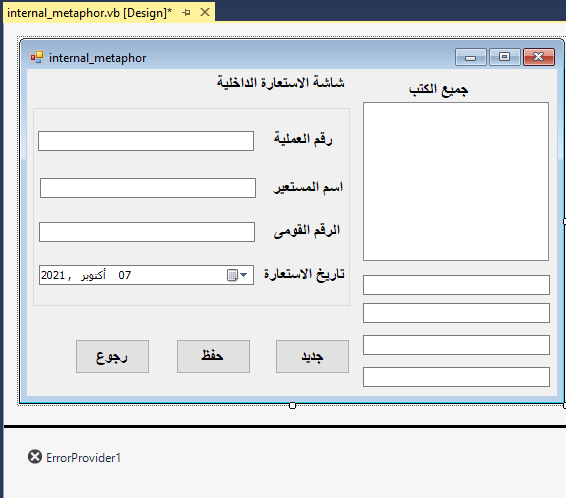 internal_metaphor.vb [Design]*
internal_metaphor
شاشة الاستعارة الداخلية
جميع الكتب
رقم العملية
اسم المستعير
الرقم القومى
تاريخ الاستعارة
07 أكتوبر , 2021
جديد
حفظ
رجوع
ErrorProvider1